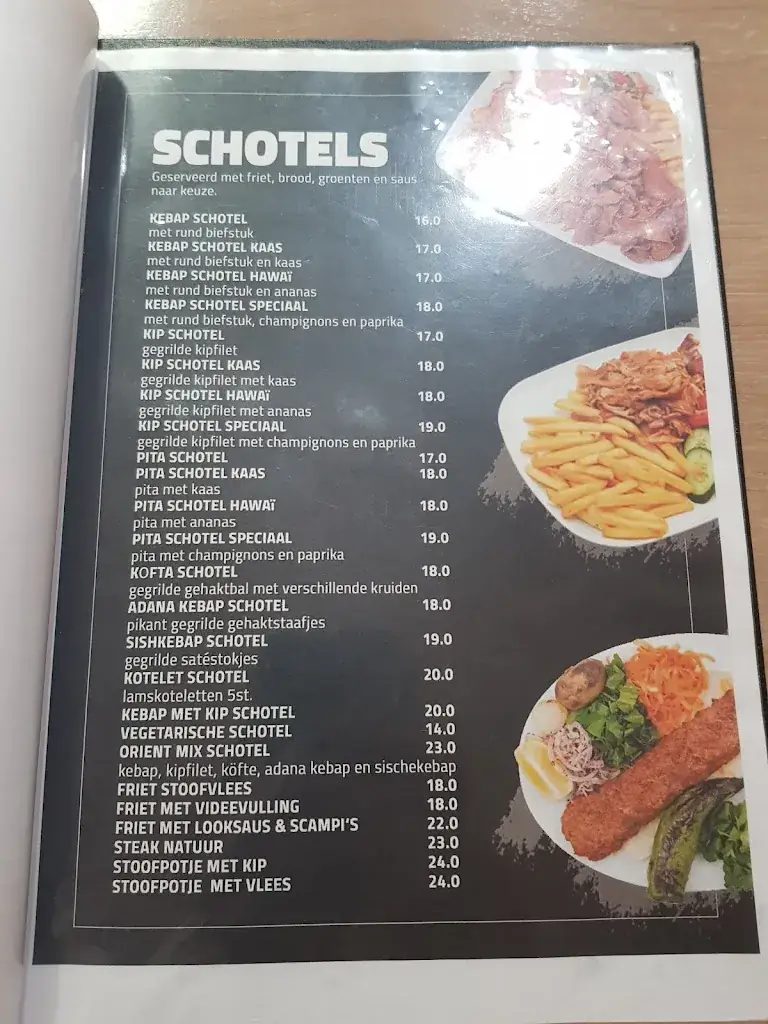 SCHOTELS
Geserveerd met friet, brood, groenten en saus
naar keuze.
KEBAP SCHOTEL 16.0
met rund biefstuk
KEBAP SCHOTEL KAAS 17.0
met rund biefstuk en kaas
KEBAP SCHOTEL HAWAÏ 17.0
met rund biefstuk en ananas
KEBAP SCHOTEL SPECIAAL 18.0
met rund biefstuk, champignons en paprika
KIP SCHOTEL 17.0
gegrilde kipfilet
KIP SCHOTEL KAAS 18.0
gegrilde kipfilet met kaas
KIP SCHOTEL HAWAÏ 18.0
gegrilde kipfilet met ananas
KIP SCHOTEL SPECIAAL 19.0
gegrilde kipfilet met champignons en paprika
PITA SCHOTEL 17.0
PITA SCHOTEL KAAS 18.0
pita met kaas
PITA SCHOTEL HAWAÏ 18.0
pita met ananas
PITA SCHOTEL SPECIAAL 19.0
pita met champignons en paprika
KOFTA SCHOTEL 18.0
gegrilde gehaktbal met verschillende kruiden
ADANA KEBAP SCHOTEL 18.0
pikant gegrilde gehaktstaafjes
SISHKEBAP SCHOTEL 19.0
gegrilde satéstokjes
KOTELET SCHOTEL 20.0
lamskoteletten 5st.
KEBAP MET KIP SCHOTEL 20.0
VEGETARISCHE SCHOTEL 14.0
ORIENT MIX SCHOTEL 23.0
kebap, kipfilet, köfte, adana kebap en sischekebap
FRIET STOOFVLEES 18.0
FRIET MET VIDEEVULLING 18.0
FRIET MET LOOKSAUS & SCAMPI'S 22.0
STEAK NATUUR 23.0
STOOFPOTJE MET KIP 24.0
STOOFPOTJE MET VLEES 24.0